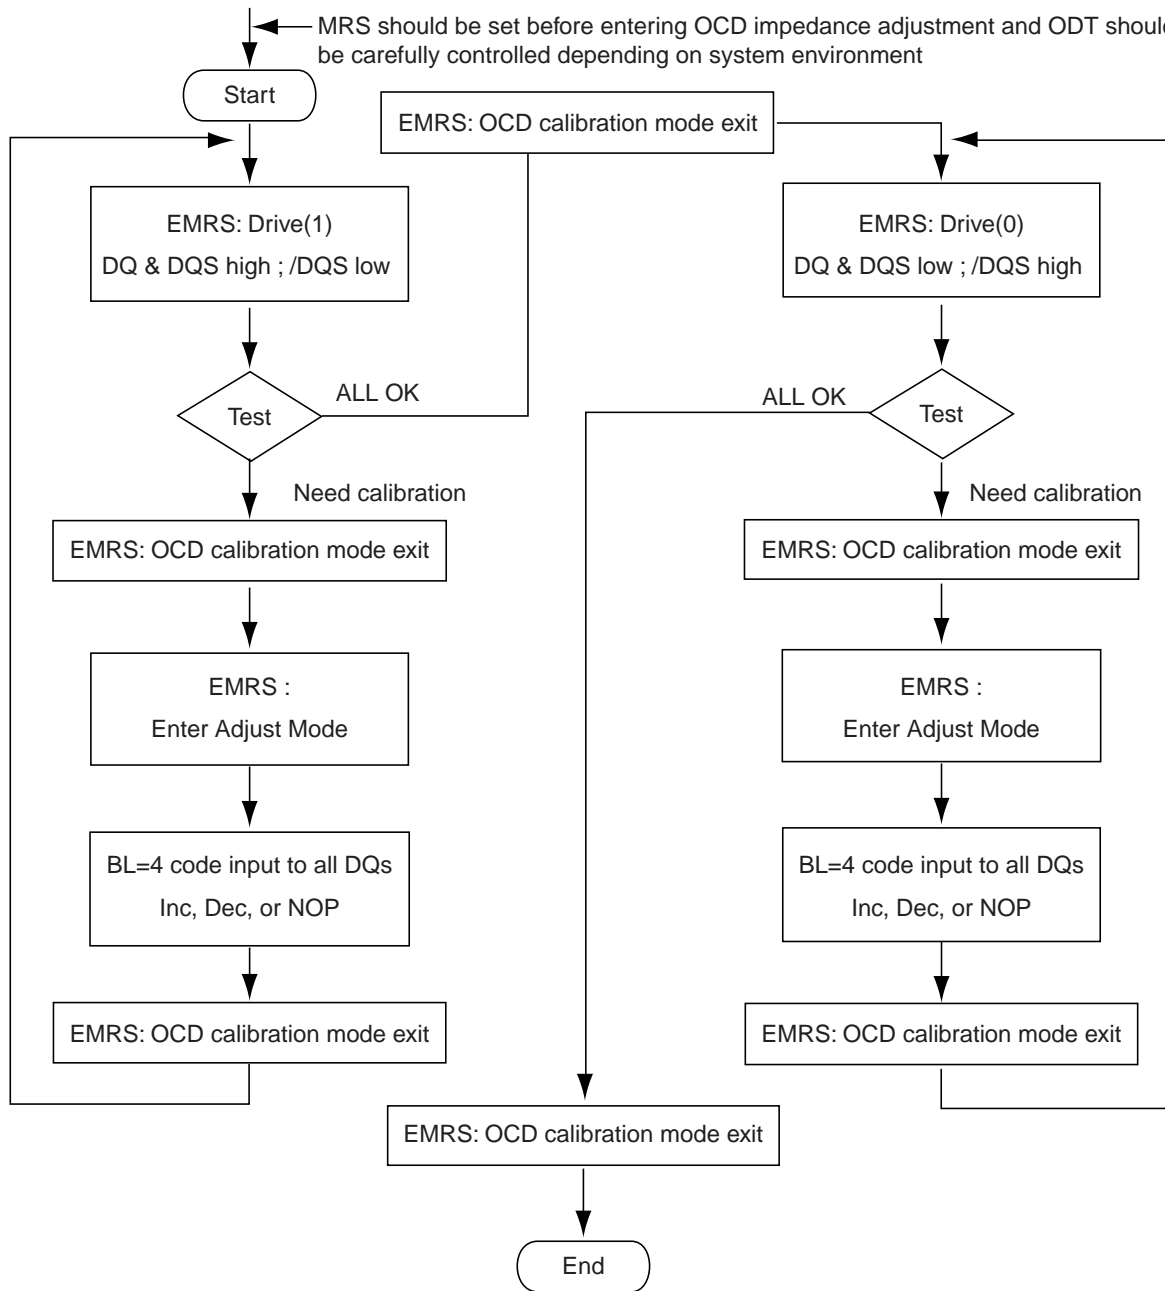 MRS should be set before entering OCD impedance adjustment and ODT should
be carefully controlled depending on system environment
Start
EMRS: OCD calibration mode exit
EMRS: Drive(1)
DQ & DQS high ; /DQS low
EMRS: Drive(0)
DQ & DQS low ; /DQS high
Test
ALL OK
ALL OK
Test
Need calibration
Need calibration
EMRS: OCD calibration mode exit
EMRS: OCD calibration mode exit
EMRS :
Enter Adjust Mode
EMRS :
Enter Adjust Mode
BL=4 code input to all DQs
Inc, Dec, or NOP
BL=4 code input to all DQs
Inc, Dec, or NOP
EMRS: OCD calibration mode exit
EMRS: OCD calibration mode exit
EMRS: OCD calibration mode exit
End